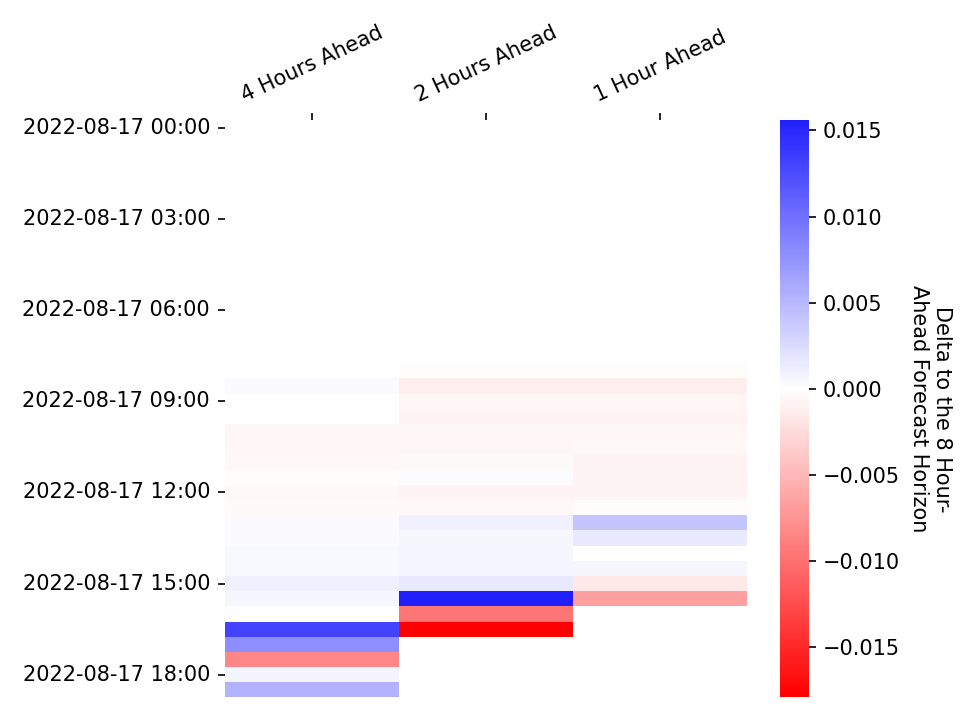 4 Hours Ahead
2 Hours Ahead
1 Hour Ahead
2022-08-17 00:00
2022-08-17 03:00
2022-08-17 06:00
2022-08-17 09:00
2022-08-17 12:00
2022-08-17 15:00
2022-08-17 18:00
0.015
0.010
0.005
0.000
−0.005
−0.010
−0.015
Delta to the 8 Hour-
Ahead Forecast Horizon